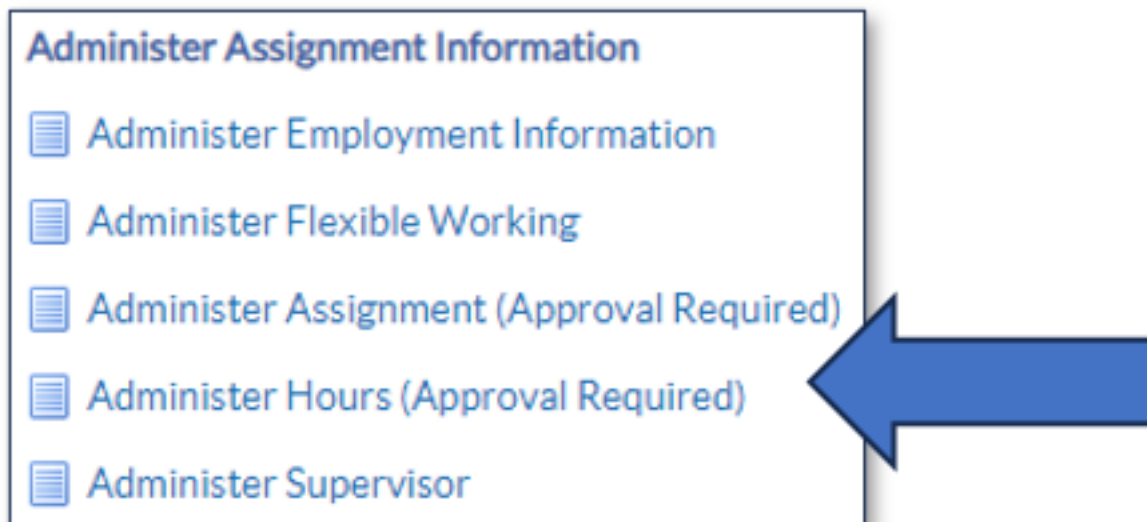 Administer Assignment Information
Administer Employment Information
Administer Flexible Working
Administer Assignment (Approval Required)
Administer Hours (Approval Required)
Administer Supervisor